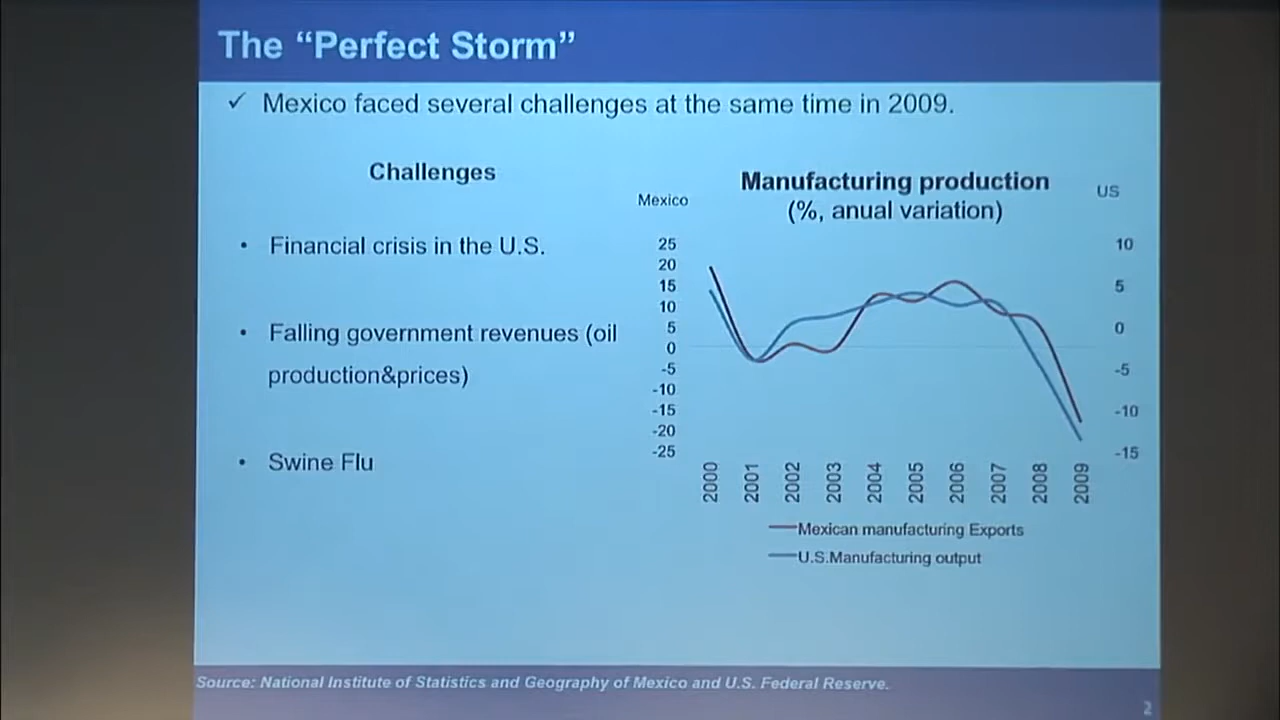 The “Perfect Storm”
✓ Mexico faced several challenges at the same time in 2009.
Challenges
• Financial crisis in the U.S.
• Falling government revenues (oil
production&prices)
• Swine Flu
Manufacturing production
(%, anual variation)
Mexico
US
25
20
15
10
5
0
-5
-10
-15
-20
-25
10
5
0
-5
-10
-15
2000
2001
2002
2003
2004
2005
2006
2007
2008
2009
Mexican manufacturing Exports
U.S.Manufacturing output
Source: National Institute of Statistics and Geography of Mexico and U.S. Federal Reserve.
2